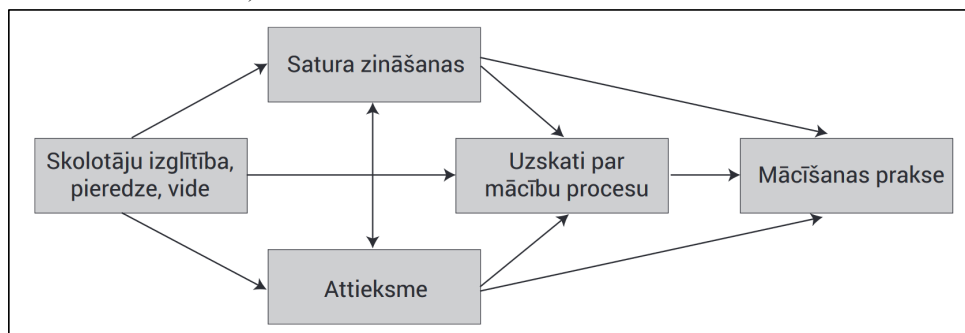 Satura zināšanas
Skolotāju izglītība,
pieredze, vide
Uzskati par
mācību procesu
Mācīšanas prakse
Attieksme